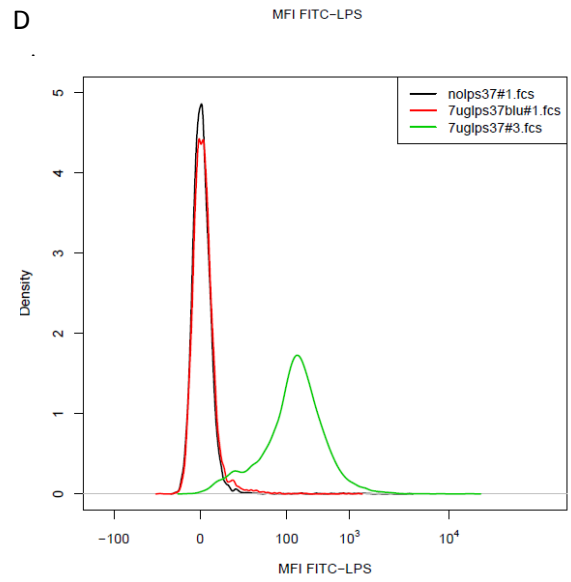 D
MFI FITC−LPS
.
nolps37#1.fcs
7uglps37blu#1.fcs
7uglps37#3.fcs
5
4
3
2
1
0
Density
−100 0 100 10³ 10⁴
MFI FITC−LPS